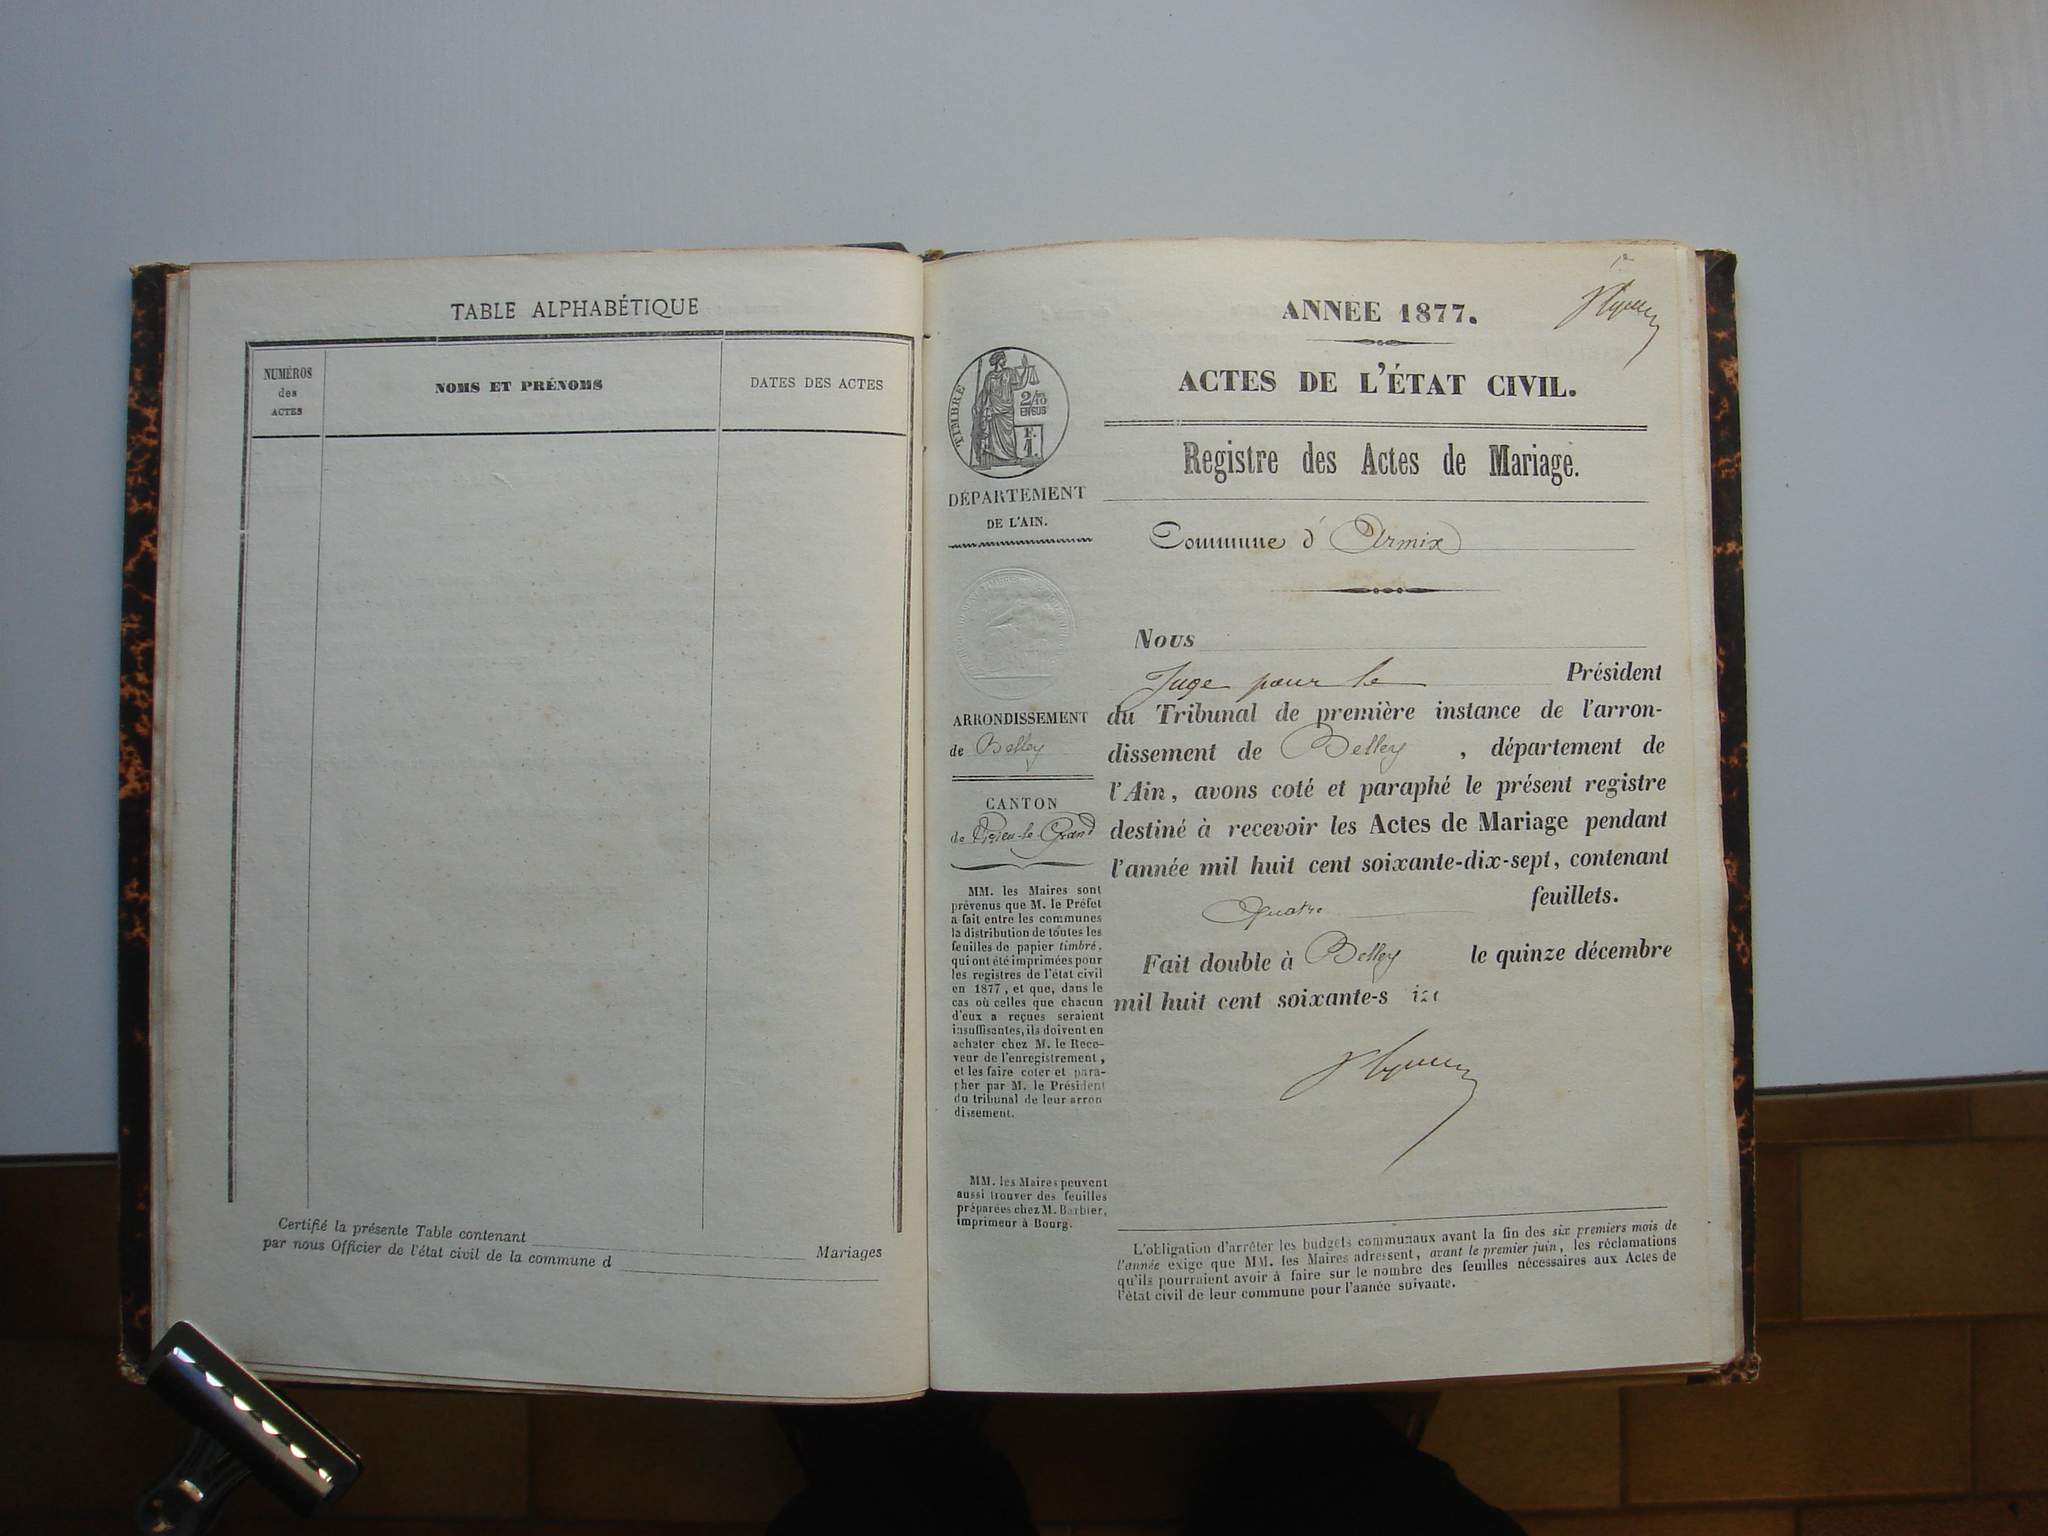 TABLE ALPHABÉTIQUE
NUMÉROS
des
ACTES
NOMS ET PRÉNOMS
DATES DES ACTES
Certifié la présente Table contenant Mariages
par nous Officier de l'état civil de la commune d
ANNEE 1877.
ACTES DE L'ÉTAT CIVIL.
Registre des Actes de Mariage.
Commune d' Armix
TIMBRE
2/10
EN SUS
F.
1.
DÉPARTEMENT
DE L'AIN.
ARRONDISSEMENT
de Belley
CANTON
de Virieu-le-Grand
MM. les Maires sont
prévenus que M. le Préfet
a fait entre les communes
la distribution de toutes les
feuilles de papier timbré,
qui ont été imprimées pour
les registres de l'état civil
en 1877, et que, dans le
cas où celles que chacun
d'eux a reçues seraient
insuffisantes, ils doivent en
acheter chez M. le Rece-
veur de l'enregistrement,
et les faire coter et para-
pher par M. le Président
du tribunal de leur arron
dissement.
MM. les Maires peuvent
aussi trouver des feuilles
préparées chez M. Barbier,
imprimeur à Bourg.
Nous
Juge pour le Président
du Tribunal de première instance de l'arron-
dissement de Belley , département de
l'Ain, avons coté et paraphé le présent registre
destiné à recevoir les Actes de Mariage pendant
l'année mil huit cent soixante-dix-sept, contenant
Quatre feuillets.
Fait double à Belley le quinze décembre
mil huit cent soixante-s
L'obligation d'arrêter les budgets communaux avant la fin des six premiers mois de
l'année exige que MM. les Maires adressent, avant le premier juin, les réclamations
qu'ils pourraient avoir à faire sur le nombre des feuilles nécessaires aux Actes de
l'état civil de leur commune pour l'année suivante.